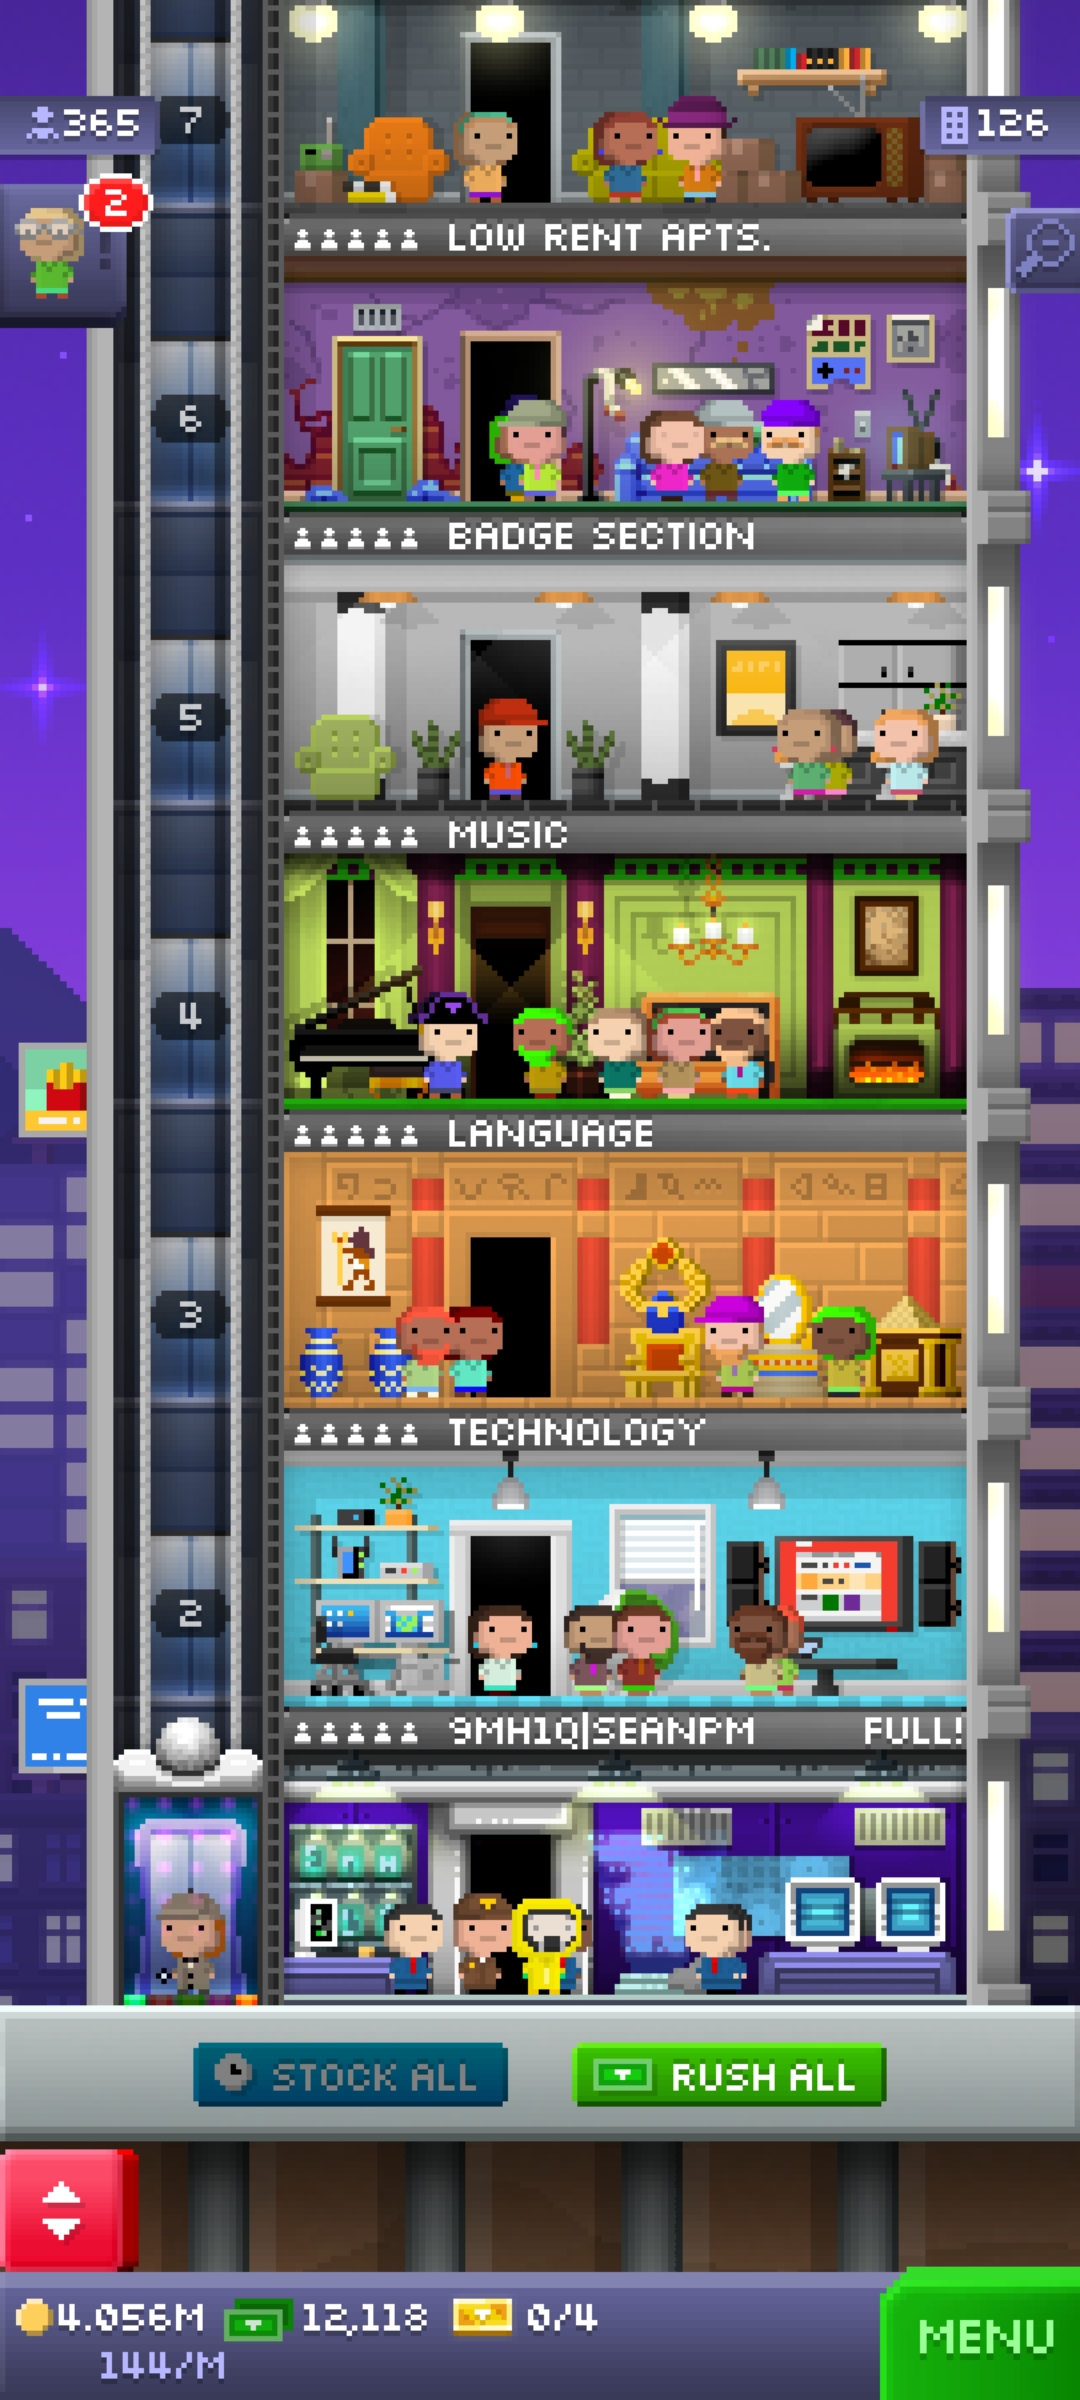 7
365
126
2
LOW RENT APTS.
6
BADGE SECTION
5
MUSIC
4
LANGUAGE
3
TECHNOLOGY
2
9MH1Q|SEANPM FULL!
STOCK ALL
RUSH ALL
4.056M 12,118 0/4
144/M
MENU